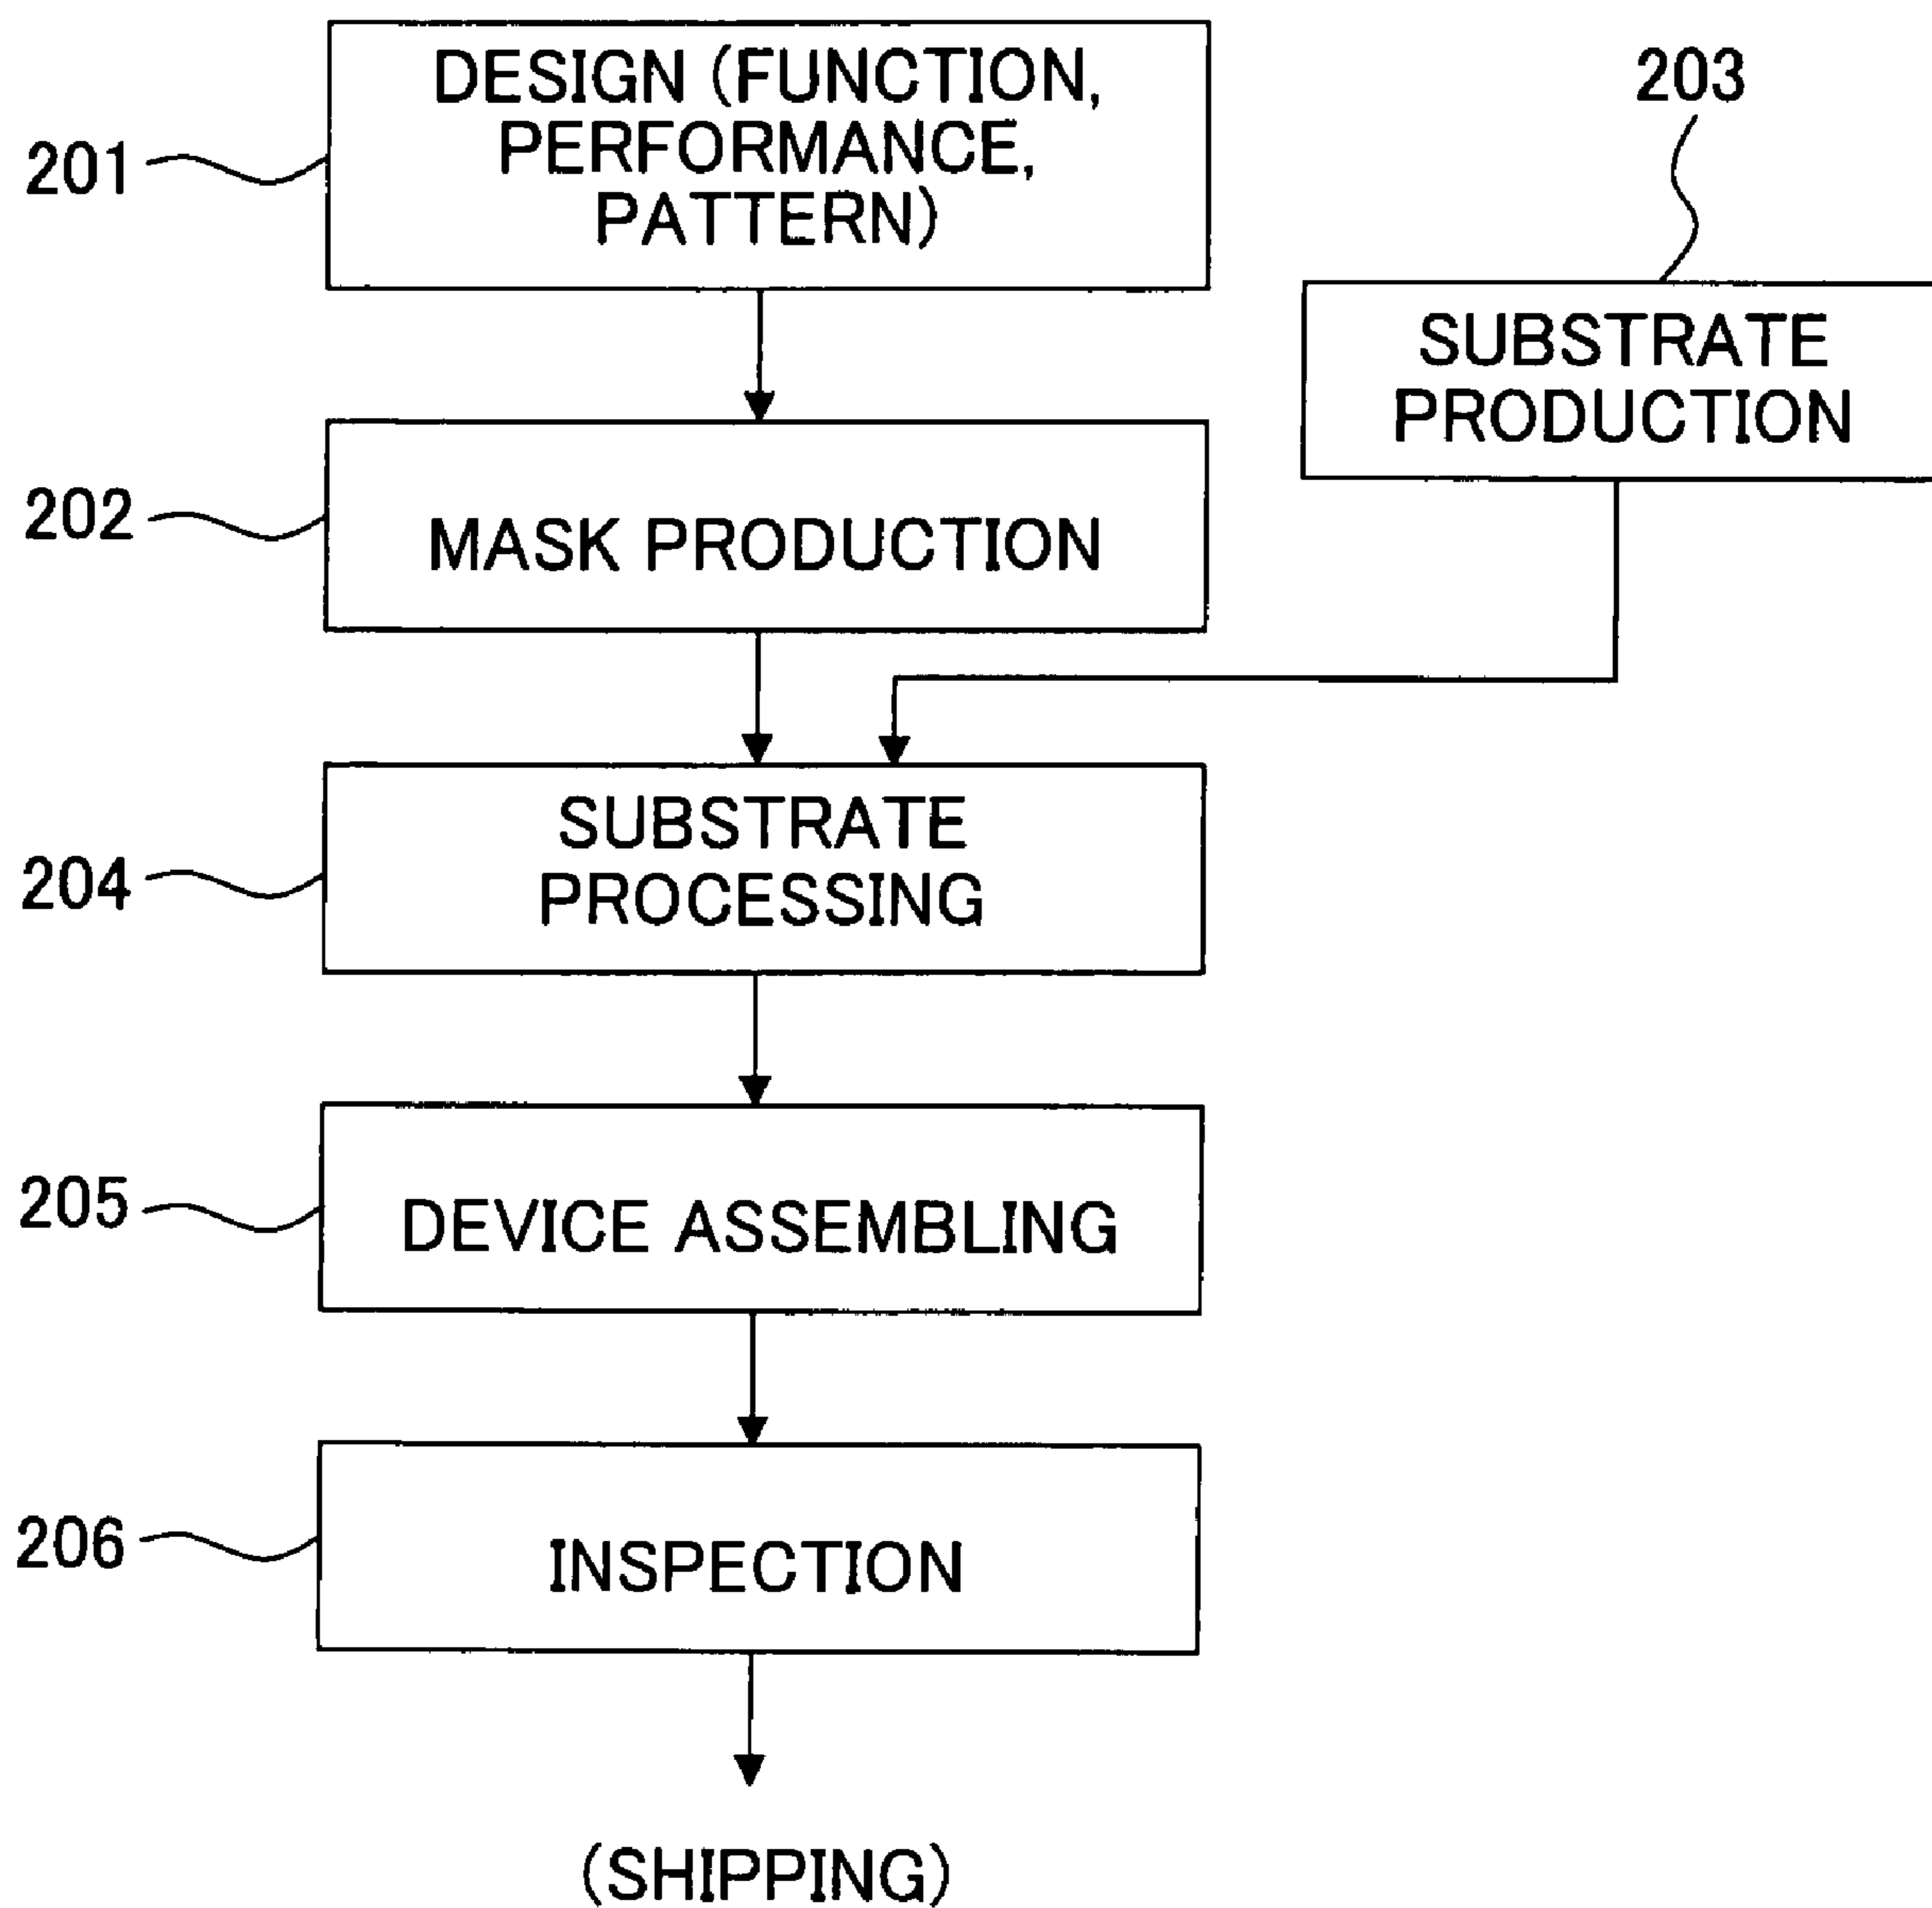 DESIGN (FUNCTION,
PERFORMANCE,
PATTERN)
201
203
SUBSTRATE
PRODUCTION
202
MASK PRODUCTION
SUBSTRATE
PROCESSING
204
205
DEVICE ASSEMBLING
206
INSPECTION
(SHIPPING)